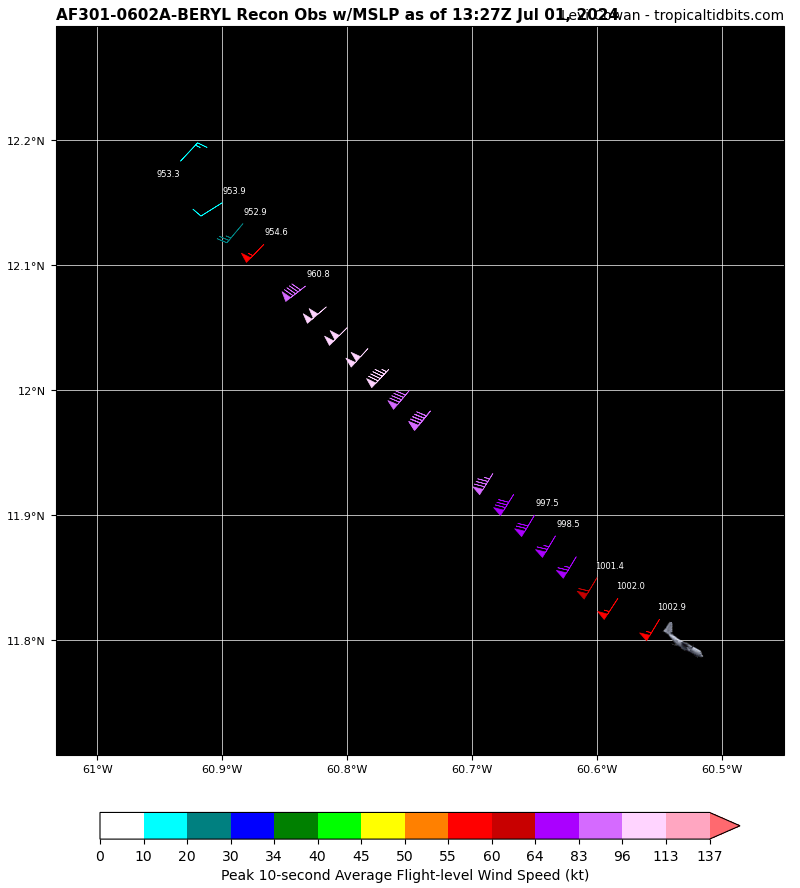 AF301-0602A-BERYL Recon Obs w/MSLP as of 13:27Z Jul 01, 2024
Levi Cowan - tropicaltidbits.com
12.2°N
953.3
953.9
952.9
954.6
12.1°N
960.8
12°N
997.5
11.9°N
998.5
1001.4
1002.0
1002.9
11.8°N
61°W 60.9°W 60.8°W 60.7°W 60.6°W 60.5°W
0 10 20 30 34 40 45 50 55 60 64 83 96 113 137
Peak 10-second Average Flight-level Wind Speed (kt)